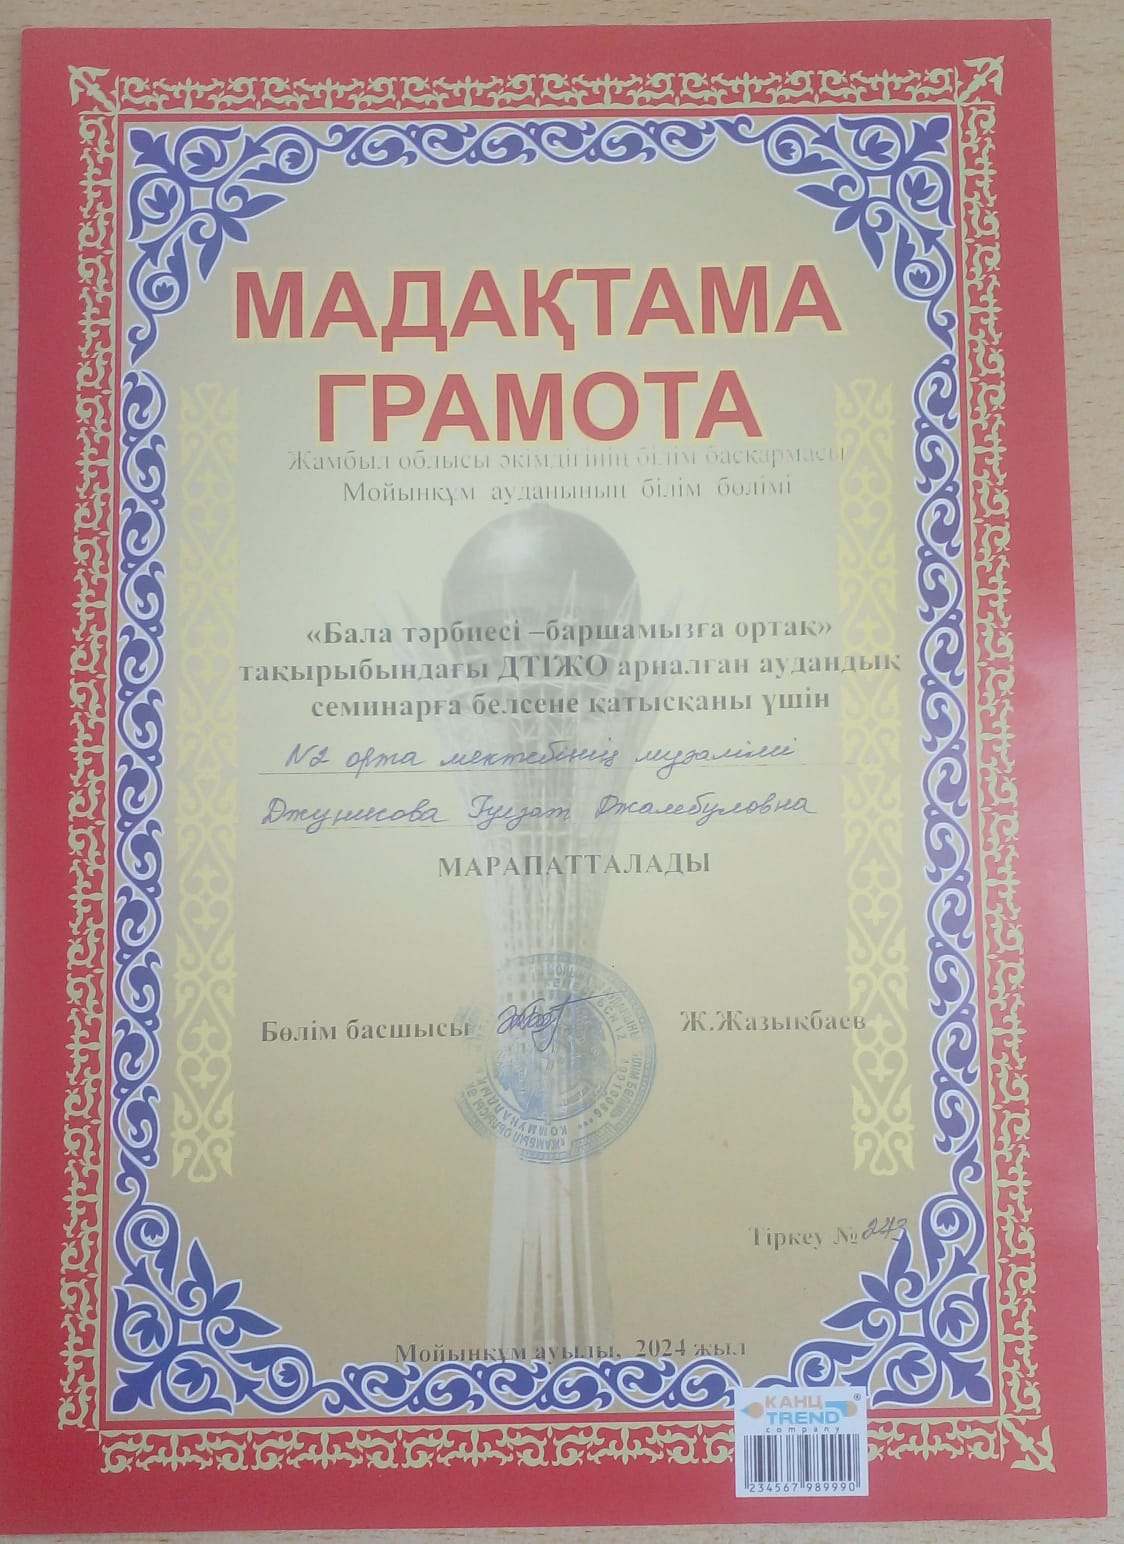 МАДАҚТАМА
ГРАМОТА
Жамбыл облысы әкімдігінің білім басқармасы
Мойынқұм ауданының білім бөлімі
«Бала тәрбиесі –баршамызға ортақ»
тақырыбындағы ДТІЖО арналған аудандық
семинарға белсене қатысқаны үшін
№2 орта мектебінің мұғалімі
Джунисова Гулзат Джамбуловна
МАРАПАТТАЛАДЫ
Бөлім басшысы Ж.Жазықбаев
Тіркеу №243
Мойынқұм ауылы, 2024 жыл
КАНЦ
TREND
company
234567 989990